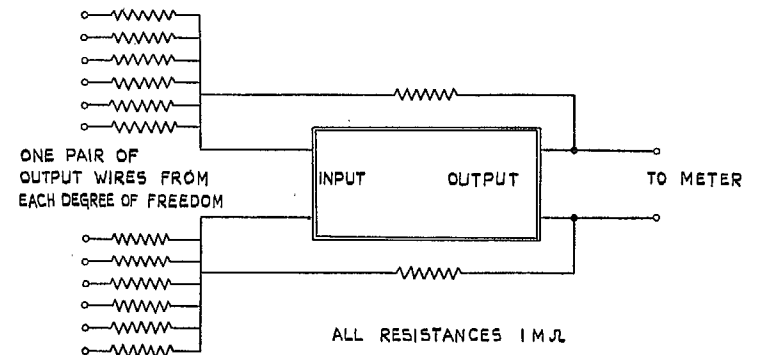 ONE PAIR OF
OUTPUT WIRES FROM
EACH DEGREE OF FREEDOM
INPUT
OUTPUT
TO METER
ALL RESISTANCES 1 MΩ